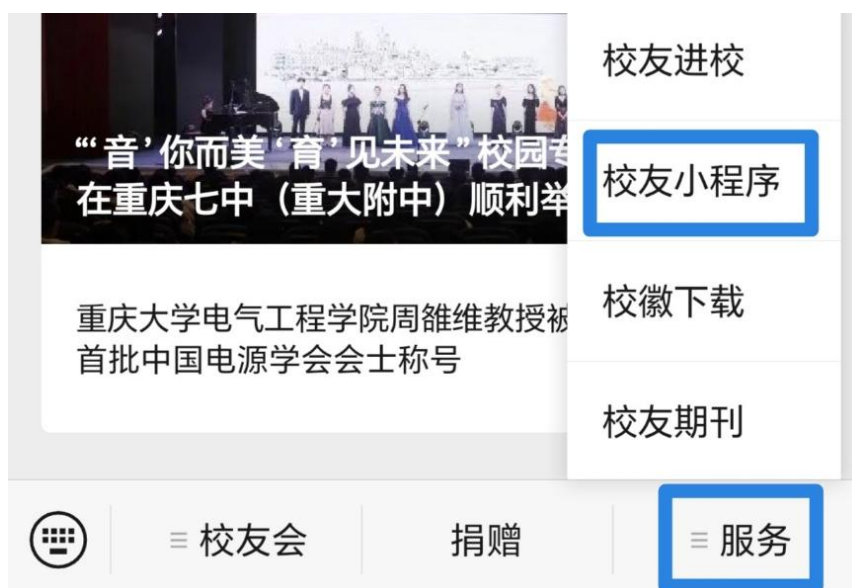 “‘音’你而美‘育’见未来”校园专
在重庆七中（重大附中）顺利举
重庆大学电气工程学院周雒维教授被
首批中国电源学会会士称号
校友进校
校友小程序
校徽下载
校友期刊
校友会
捐赠
服务